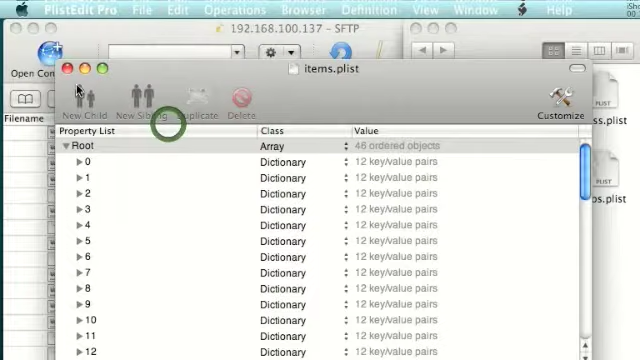 PlistEdit Pro File Edit Operations Browser Definition View Window Help
192.168.100.137 - SFTP
Open Con
items.plist
New Child New Sibling Duplicate Delete Customize
Filename
Property List Class Value
Root Array 46 ordered objects
0 Dictionary 12 key/value pairs
1 Dictionary 12 key/value pairs
2 Dictionary 12 key/value pairs
3 Dictionary 12 key/value pairs
4 Dictionary 12 key/value pairs
5 Dictionary 12 key/value pairs
6 Dictionary 12 key/value pairs
7 Dictionary 12 key/value pairs
8 Dictionary 12 key/value pairs
9 Dictionary 12 key/value pairs
10 Dictionary 12 key/value pairs
11 Dictionary 12 key/value pairs
12 Dictionary 12 key/value pairs
PLIST
ss.plist
PLIST
bs.plist